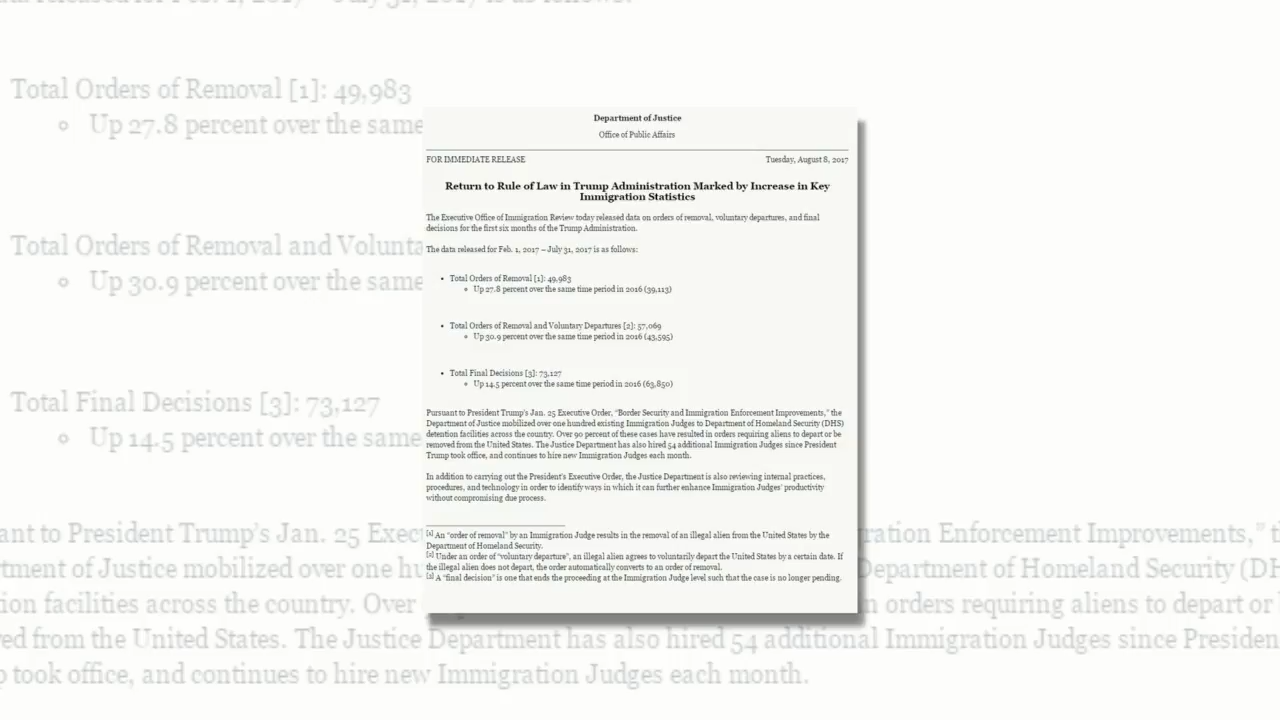 Total Orders of Removal [1]: 49,983
Up 27.8 percent over the same
Total Orders of Removal and Volunta
Up 30.9 percent over the same
Total Final Decisions [3]: 73,127
Up 14.5 percent over the same
ant to President Trump's Jan. 25 Exec
ration Enforcement Improvements," t
tment of Justice mobilized over one hu
Department of Homeland Security (DH
ion facilities across the country. Over
n orders requiring aliens to depart or
ved from the United States. The Justice Department has also hired 54 additional Immigration Judges since Presiden
p took office, and continues to hire new Immigration Judges each month.
Department of Justice
Office of Public Affairs
FOR IMMEDIATE RELEASE
Tuesday, August 8, 2017
Return to Rule of Law in Trump Administration Marked by Increase in Key
Immigration Statistics
The Executive Office of Immigration Review today released data on orders of removal, voluntary departures, and final
decisions for the first six months of the Trump Administration.
The data released for Feb. 1, 2017 – July 31, 2017 is as follows:
• Total Orders of Removal [1]: 49,983
Up 27.8 percent over the same time period in 2016 (39,113)
• Total Orders of Removal and Voluntary Departures [2]: 57,069
Up 30.9 percent over the same time period in 2016 (43,595)
• Total Final Decisions [3]: 73,127
Up 14.5 percent over the same time period in 2016 (63,850)
Pursuant to President Trump's Jan. 25 Executive Order, "Border Security and Immigration Enforcement Improvements," the
Department of Justice mobilized over one hundred existing Immigration Judges to Department of Homeland Security (DHS)
detention facilities across the country. Over 90 percent of these cases have resulted in orders requiring aliens to depart or be
removed from the United States. The Justice Department has also hired 54 additional Immigration Judges since President
Trump took office, and continues to hire new Immigration Judges each month.
In addition to carrying out the President's Executive Order, the Justice Department is also reviewing internal practices,
procedures, and technology in order to identify ways in which it can further enhance Immigration Judges' productivity
without compromising due process.
[1] An "order of removal" by an Immigration Judge results in the removal of an illegal alien from the United States by the
Department of Homeland Security.
[2] Under an order of "voluntary departure", an illegal alien agrees to voluntarily depart the United States by a certain date. If
the illegal alien does not depart, the order automatically converts to an order of removal.
[3] A "final decision" is one that ends the proceeding at the Immigration Judge level such that the case is no longer pending.